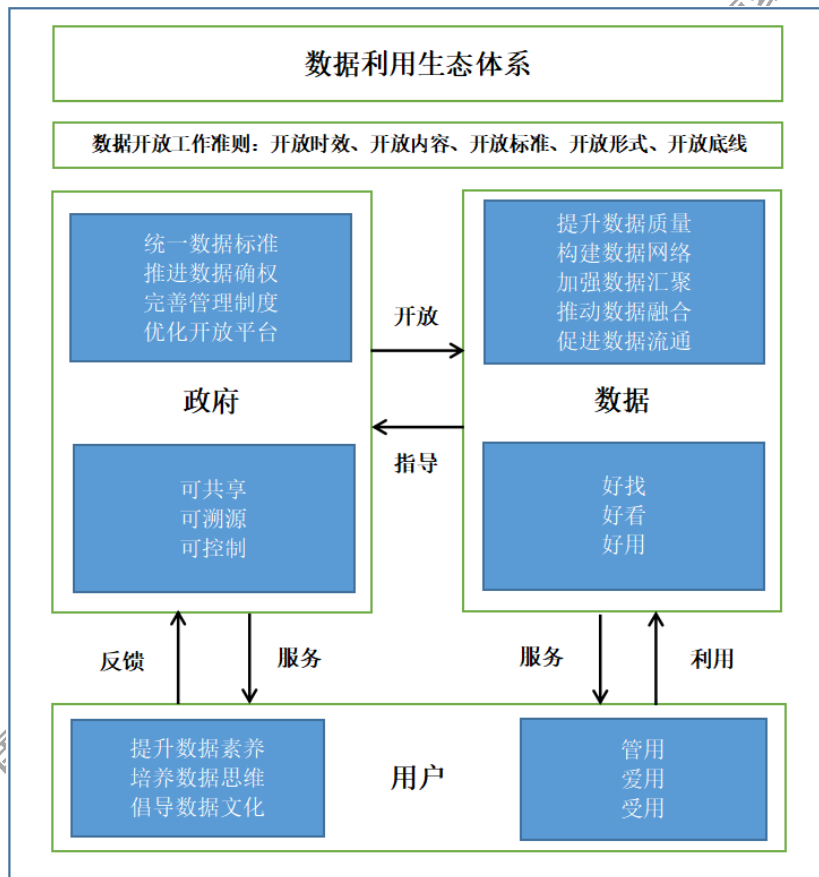 数据利用生态体系
数据开放工作准则：开放时效、开放内容、开放标准、开放形式、开放底线
统一数据标准
推进数据确权
完善管理制度
优化开放平台
政府
可共享
可溯源
可控制
开放
指导
提升数据质量
构建数据网络
加强数据汇聚
推动数据融合
促进数据流通
数据
好找
好看
好用
反馈
服务
服务
利用
提升数据素养
培养数据思维
倡导数据文化
用户
管用
爱用
受用